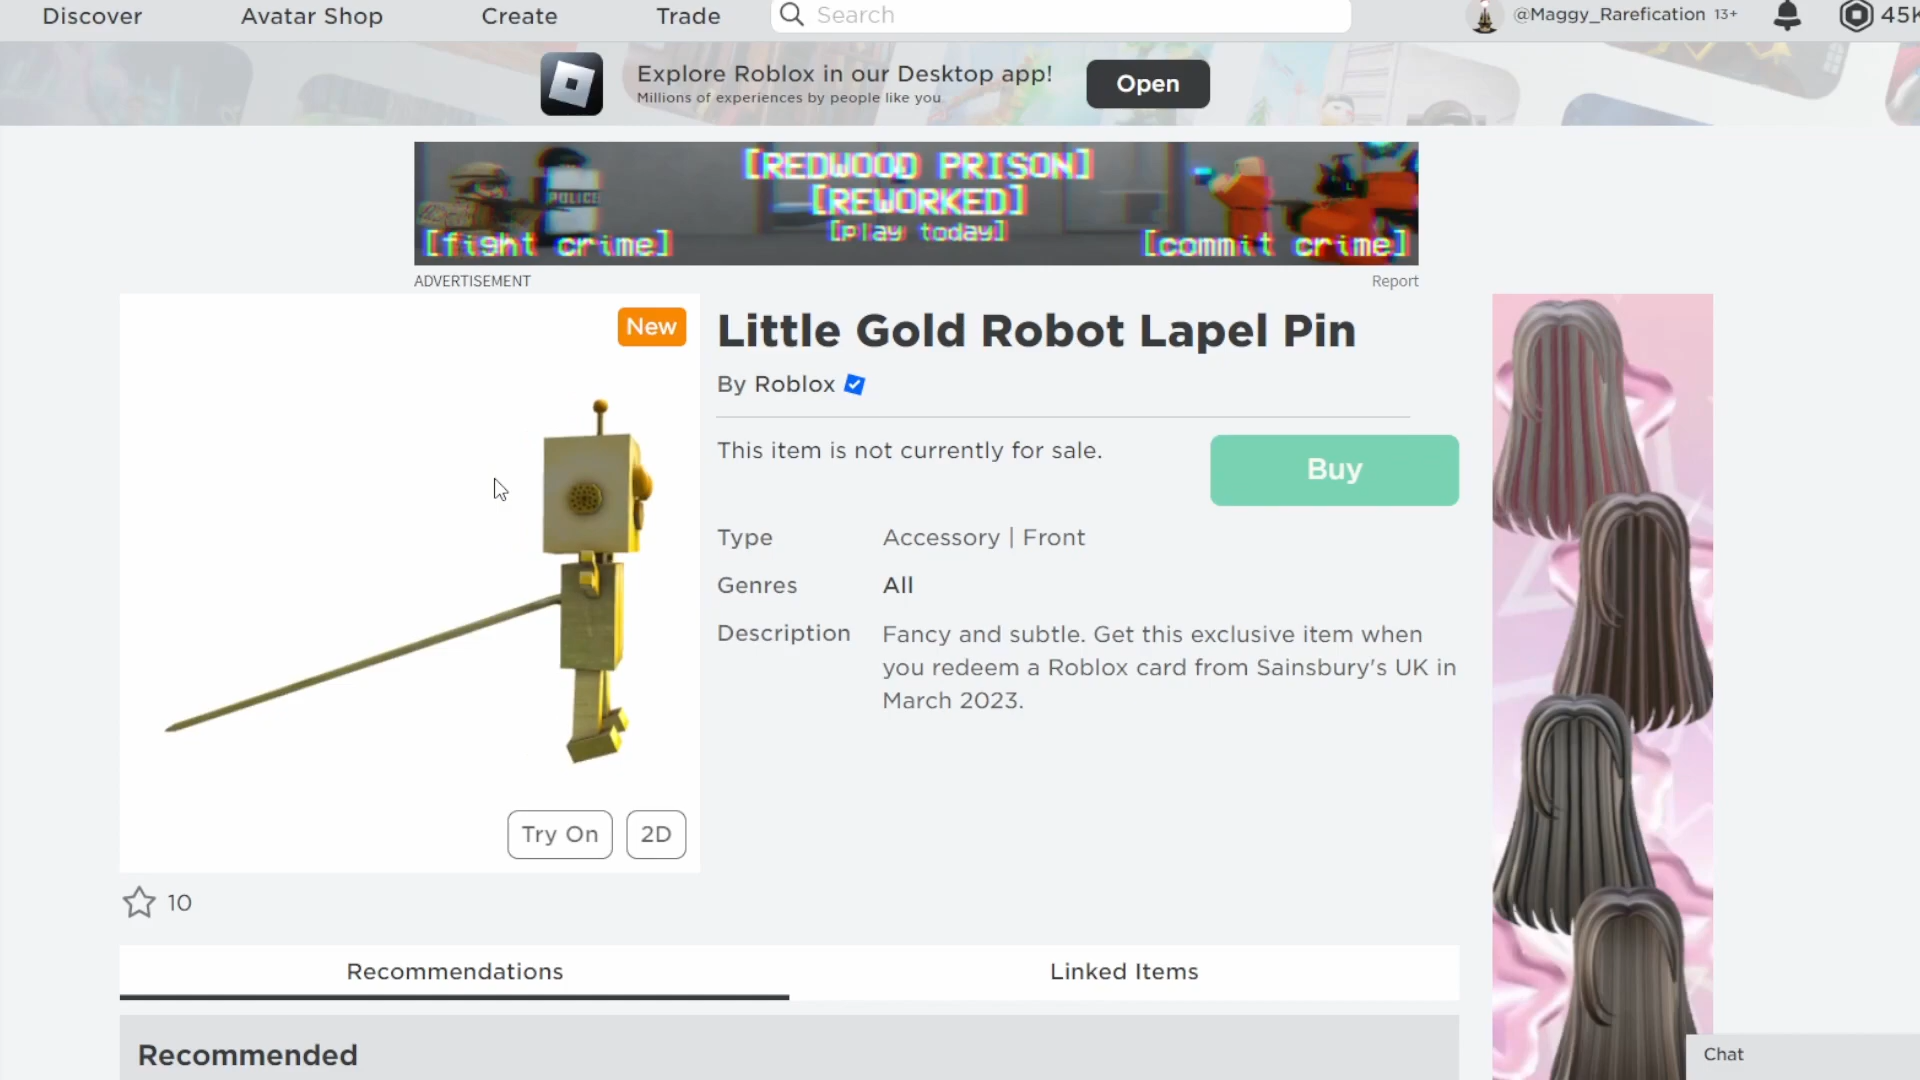 Discover
Avatar Shop
Create
Trade
Search
@Maggy_Rarefication 13+
45K
Explore Roblox in our Desktop app!
Millions of experiences by people like you
Open
[REDWOOD PRISON]
[REWORKED]
[play today]
POLICE
[fight crime]
[commit crime]
ADVERTISEMENT
Report
New
Little Gold Robot Lapel Pin
By Roblox
This item is not currently for sale.
Buy
Type
Accessory | Front
Genres
All
Description
Fancy and subtle. Get this exclusive item when
you redeem a Roblox card from Sainsbury's UK in
March 2023.
Try On
2D
10
Recommendations
Linked Items
Recommended
Chat